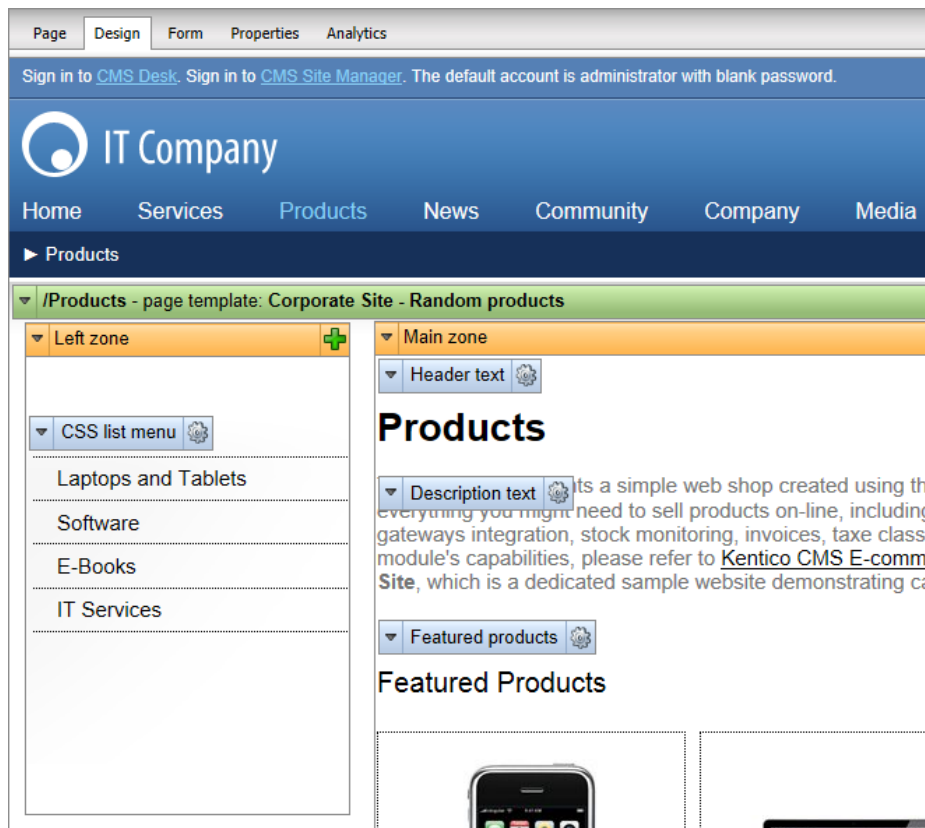 Page Design Form Properties Analytics
Sign in to CMS Desk. Sign in to CMS Site Manager. The default account is administrator with blank password.
IT Company
Home Services Products News Community Company Media
► Products
/Products - page template: Corporate Site - Random products
Left zone
Main zone
Header text
Products
CSS list menu
Laptops and Tablets
Software
E-Books
IT Services
Description text
a simple web shop created using
everything you might need to sell products on-line, including
gateways integration, stock monitoring, invoices, taxe class
module's capabilities, please refer to Kentico CMS E-comm
Site, which is a dedicated sample website demonstrating
Featured products
Featured Products